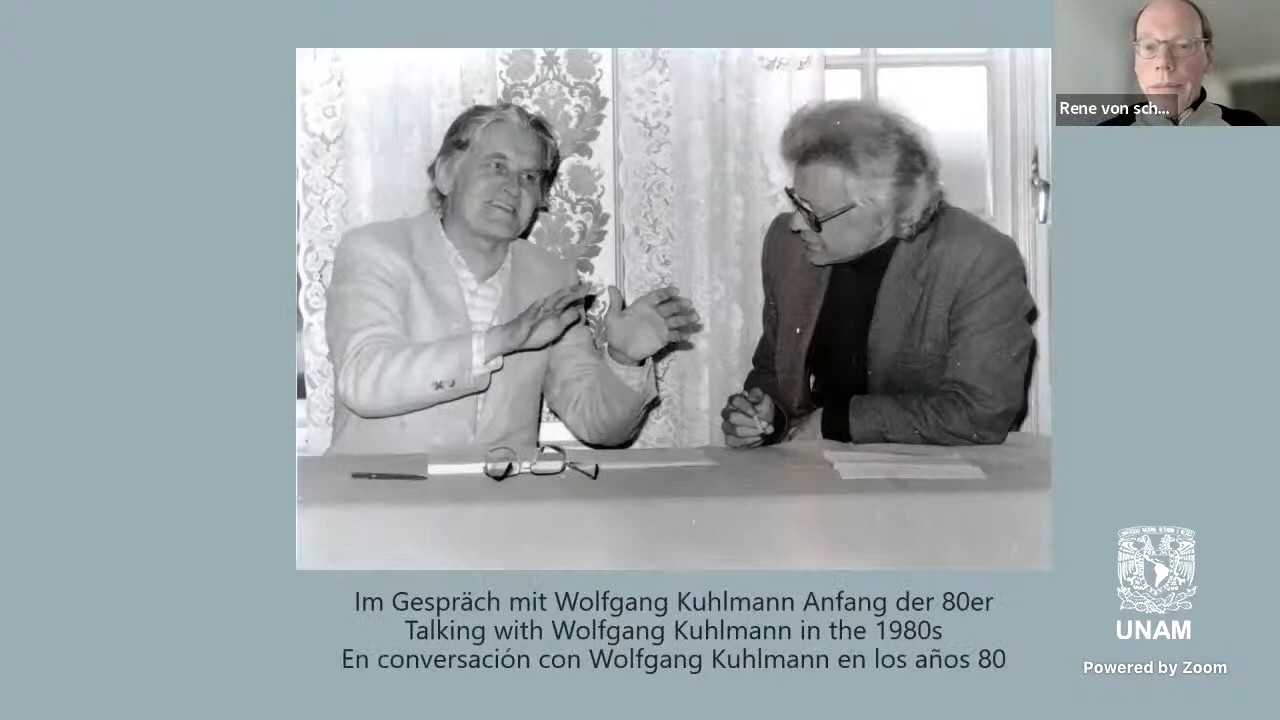 Rene von sch...
Im Gespräch mit Wolfgang Kuhlmann Anfang der 80er
Talking with Wolfgang Kuhlmann in the 1980s
En conversación con Wolfgang Kuhlmann en los años 80
UNAM
Powered by Zoom